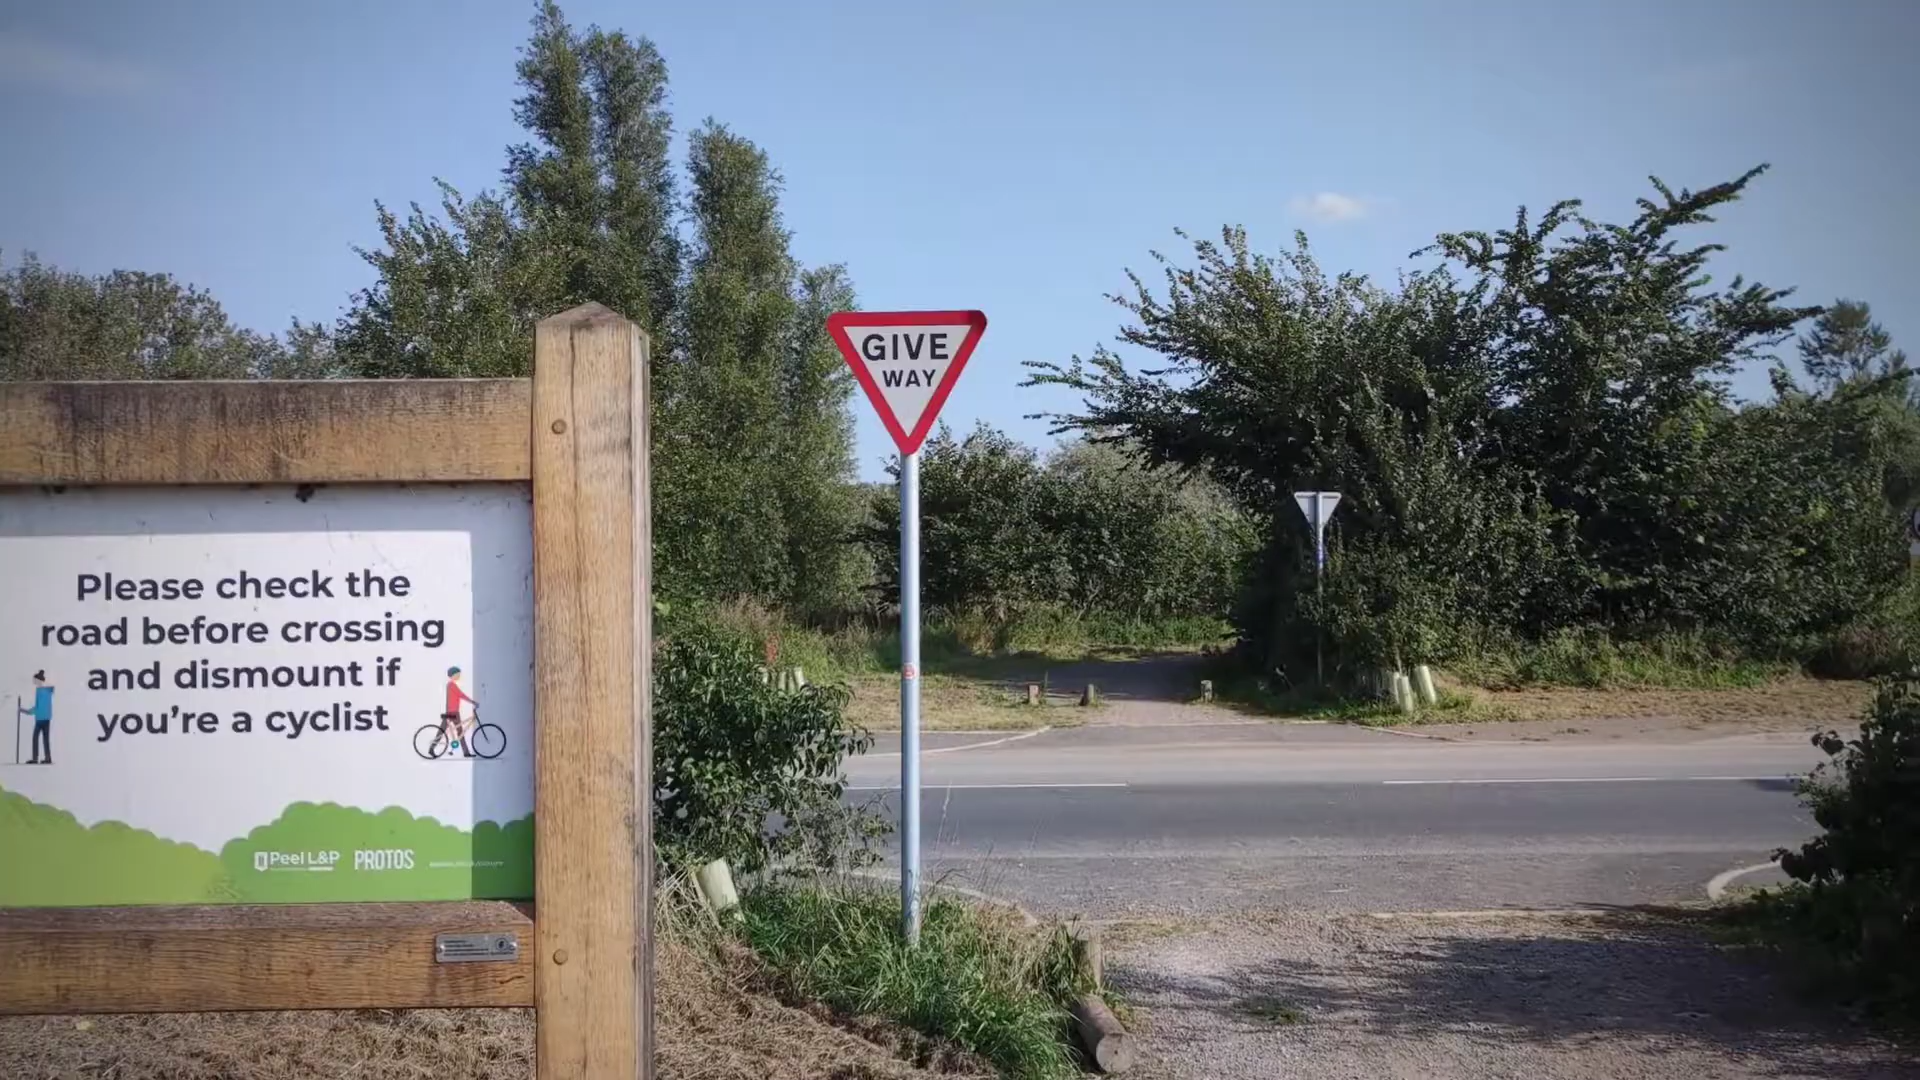 GIVE
WAY
Please check the
road before crossing
and dismount if
you're a cyclist
Peel L&P
PROTOS